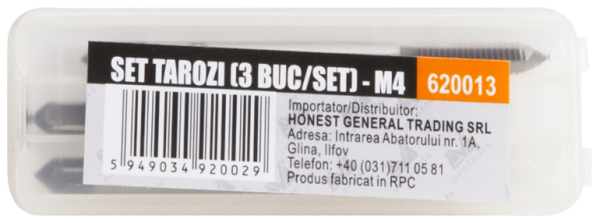 SET TAROZI (3 BUC/SET) - M4 620013
Importator/Distribuitor:
HONEST GENERAL TRADING SRL
Adresa: Intrarea Abatorului nr. 1A,
Glina, Ilfov
Telefon: +40 (031)711 05 81
Produs fabricat in RPC
5 949034 920029